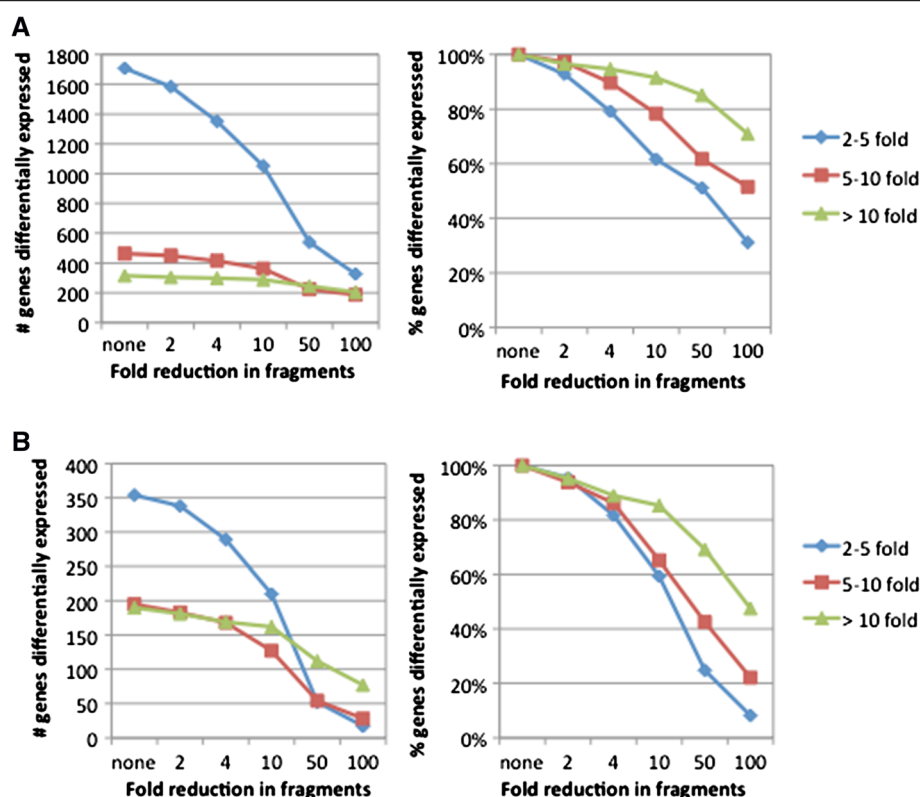 A
# genes differentially expressed
1800
1600
1400
1200
1000
800
600
400
200
0
none 2 4 10 50 100
Fold reduction in fragments
% genes differentially expressed
100%
80%
60%
40%
20%
0%
none 2 4 10 50 100
Fold reduction in fragments
2-5 fold
5-10 fold
> 10 fold
B
# genes differentially expressed
400
350
300
250
200
150
100
50
0
none 2 4 10 50 100
Fold reduction in fragments
% genes differentially expressed
100%
80%
60%
40%
20%
0%
none 2 4 10 50 100
Fold reduction in fragments
2-5 fold
5-10 fold
> 10 fold